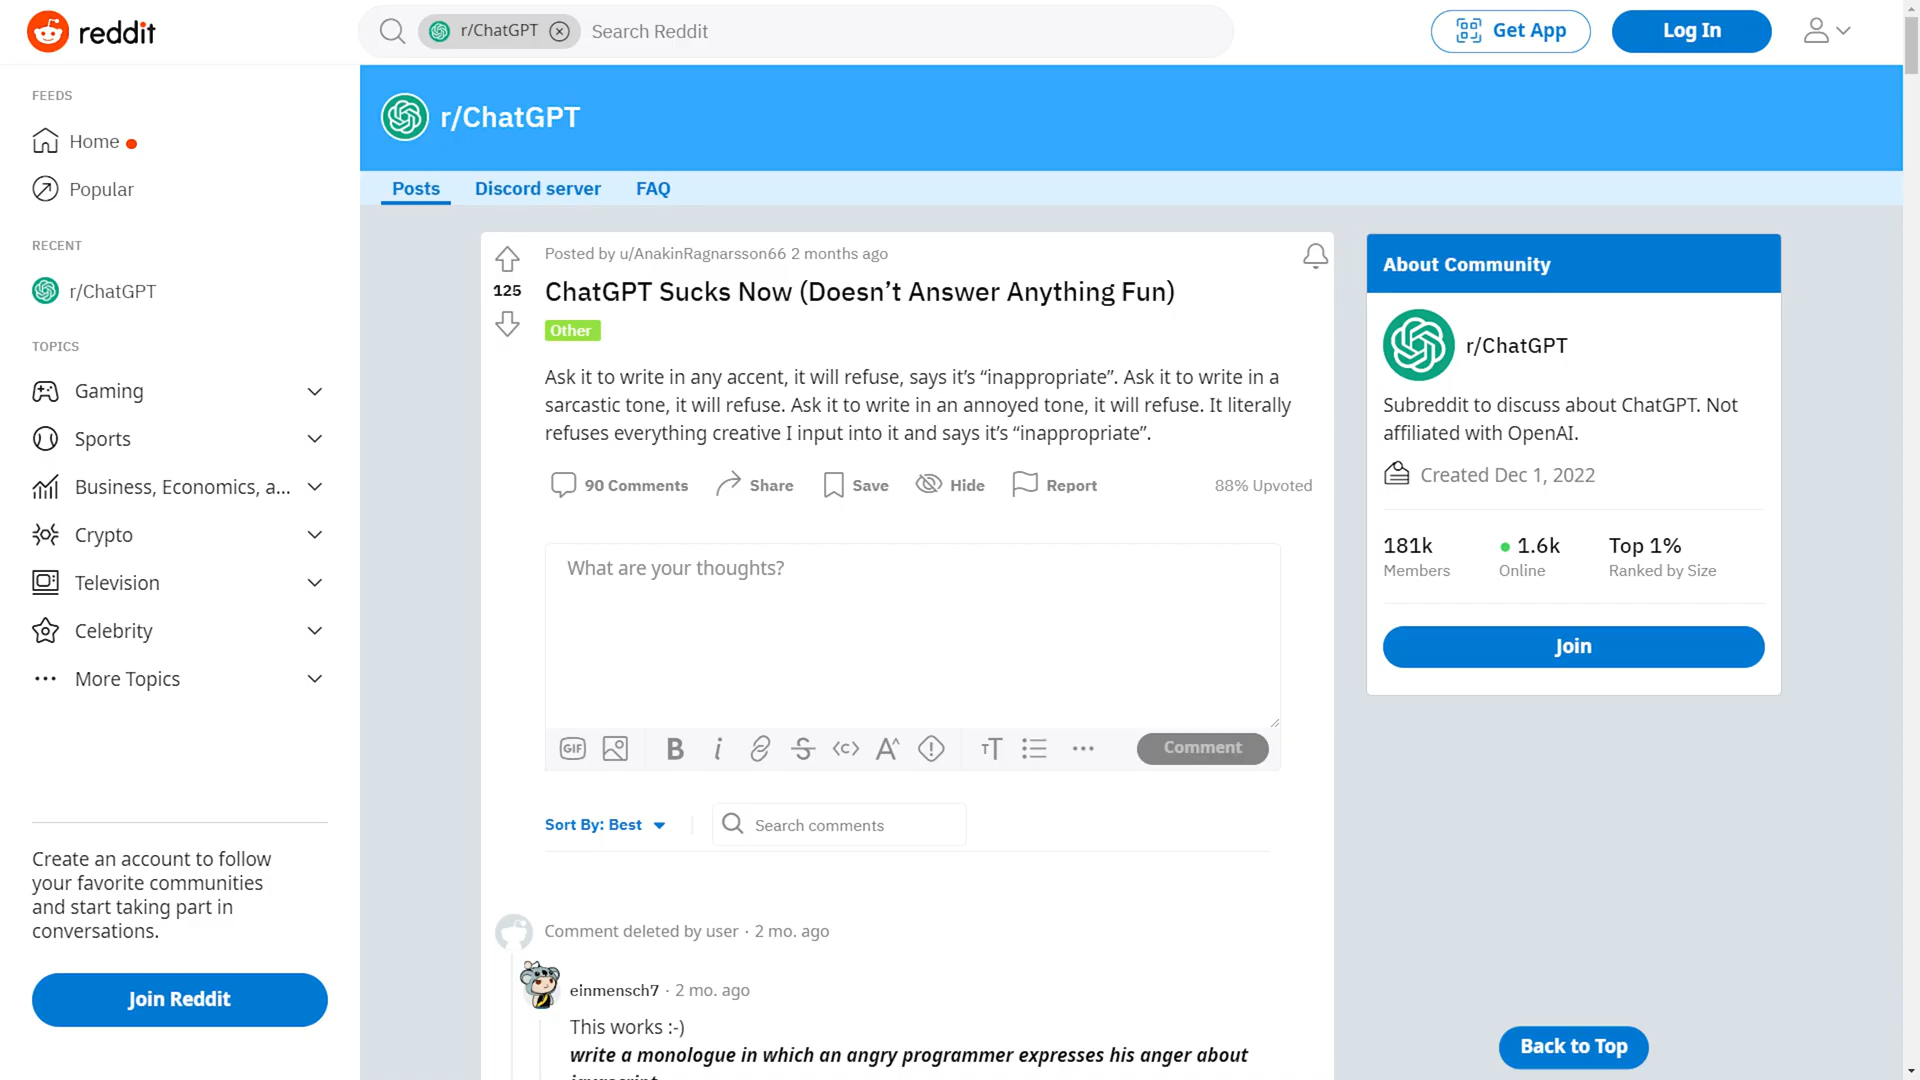 reddit
r/ChatGPT
Search Reddit
Get App
Log In
FEEDS
Home
Popular
RECENT
r/ChatGPT
TOPICS
Gaming
Sports
Business, Economics, a...
Crypto
Television
Celebrity
More Topics
Create an account to follow
your favorite communities
and start taking part in
conversations.
Join Reddit
r/ChatGPT
Posts
Discord server
FAQ
Posted by u/AnakinRagnarsson66 2 months ago
125
ChatGPT Sucks Now (Doesn’t Answer Anything Fun)
Other
Ask it to write in any accent, it will refuse, says it’s “inappropriate”. Ask it to write in a
sarcastic tone, it will refuse. Ask it to write in an annoyed tone, it will refuse. It literally
refuses everything creative I input into it and says it’s “inappropriate”.
90 Comments
Share
Save
Hide
Report
88% Upvoted
What are your thoughts?
GIF
Comment
Sort By: Best
Search comments
Comment deleted by user · 2 mo. ago
einmensch7 · 2 mo. ago
This works :-)
write a monologue in which an angry programmer expresses his anger about
javascript
About Community
r/ChatGPT
Subreddit to discuss about ChatGPT. Not
affiliated with OpenAI.
Created Dec 1, 2022
181k
Members
1.6k
Online
Top 1%
Ranked by Size
Join
Back to Top